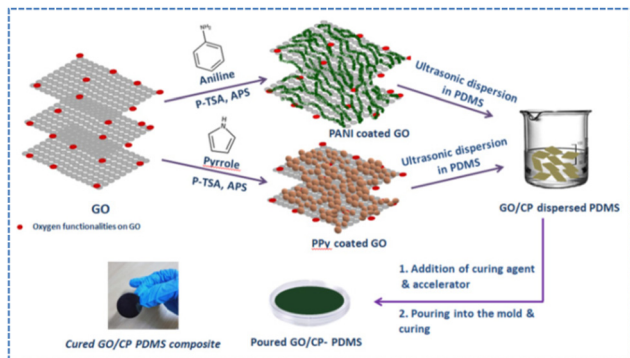 NH₂
Aniline
P-TSA, APS
PANI coated GO
Ultrasonic dispersion
in PDMS
H
N
Pyrrole
P-TSA, APS
PPy coated GO
Ultrasonic dispersion
in PDMS
GO
Oxygen functionalities on GO
GO/CP dispersed PDMS
1. Addition of curing agent
& accelerator
2. Pouring into the mold &
curing
Poured GO/CP- PDMS
Cured GO/CP PDMS composite